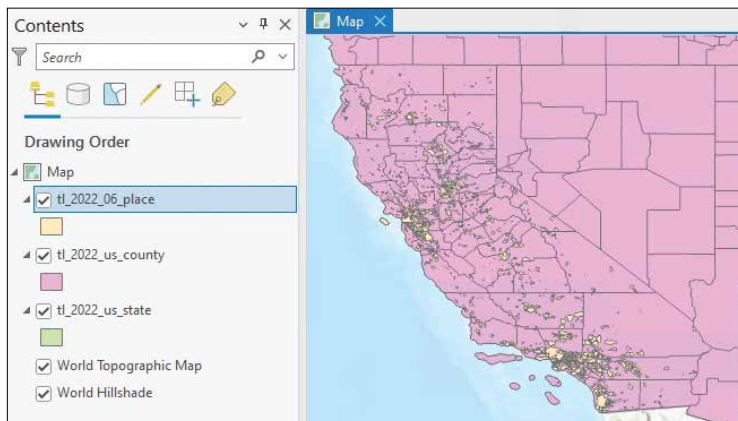 Contents
Map
Search
Drawing Order
Map
tl_2022_06_place
tl_2022_us_county
tl_2022_us_state
World Topographic Map
World Hillshade